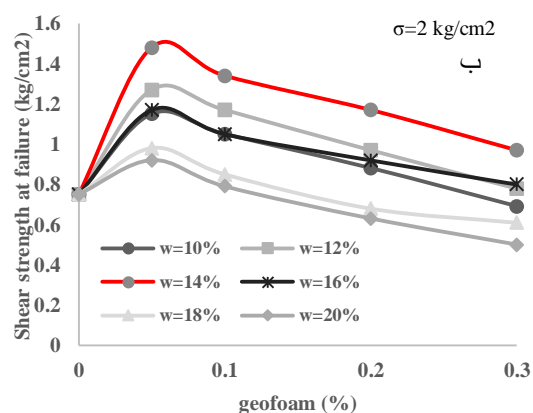 σ=2 kg/cm2
ب
Shear strength at failure (kg/cm2)
1.6
1.4
1.2
1
0.8
0.6
0.4
0.2
0
w=10% w=12%
w=14% w=16%
w=18% w=20%
0 0.1 0.2 0.3
geofoam (%)